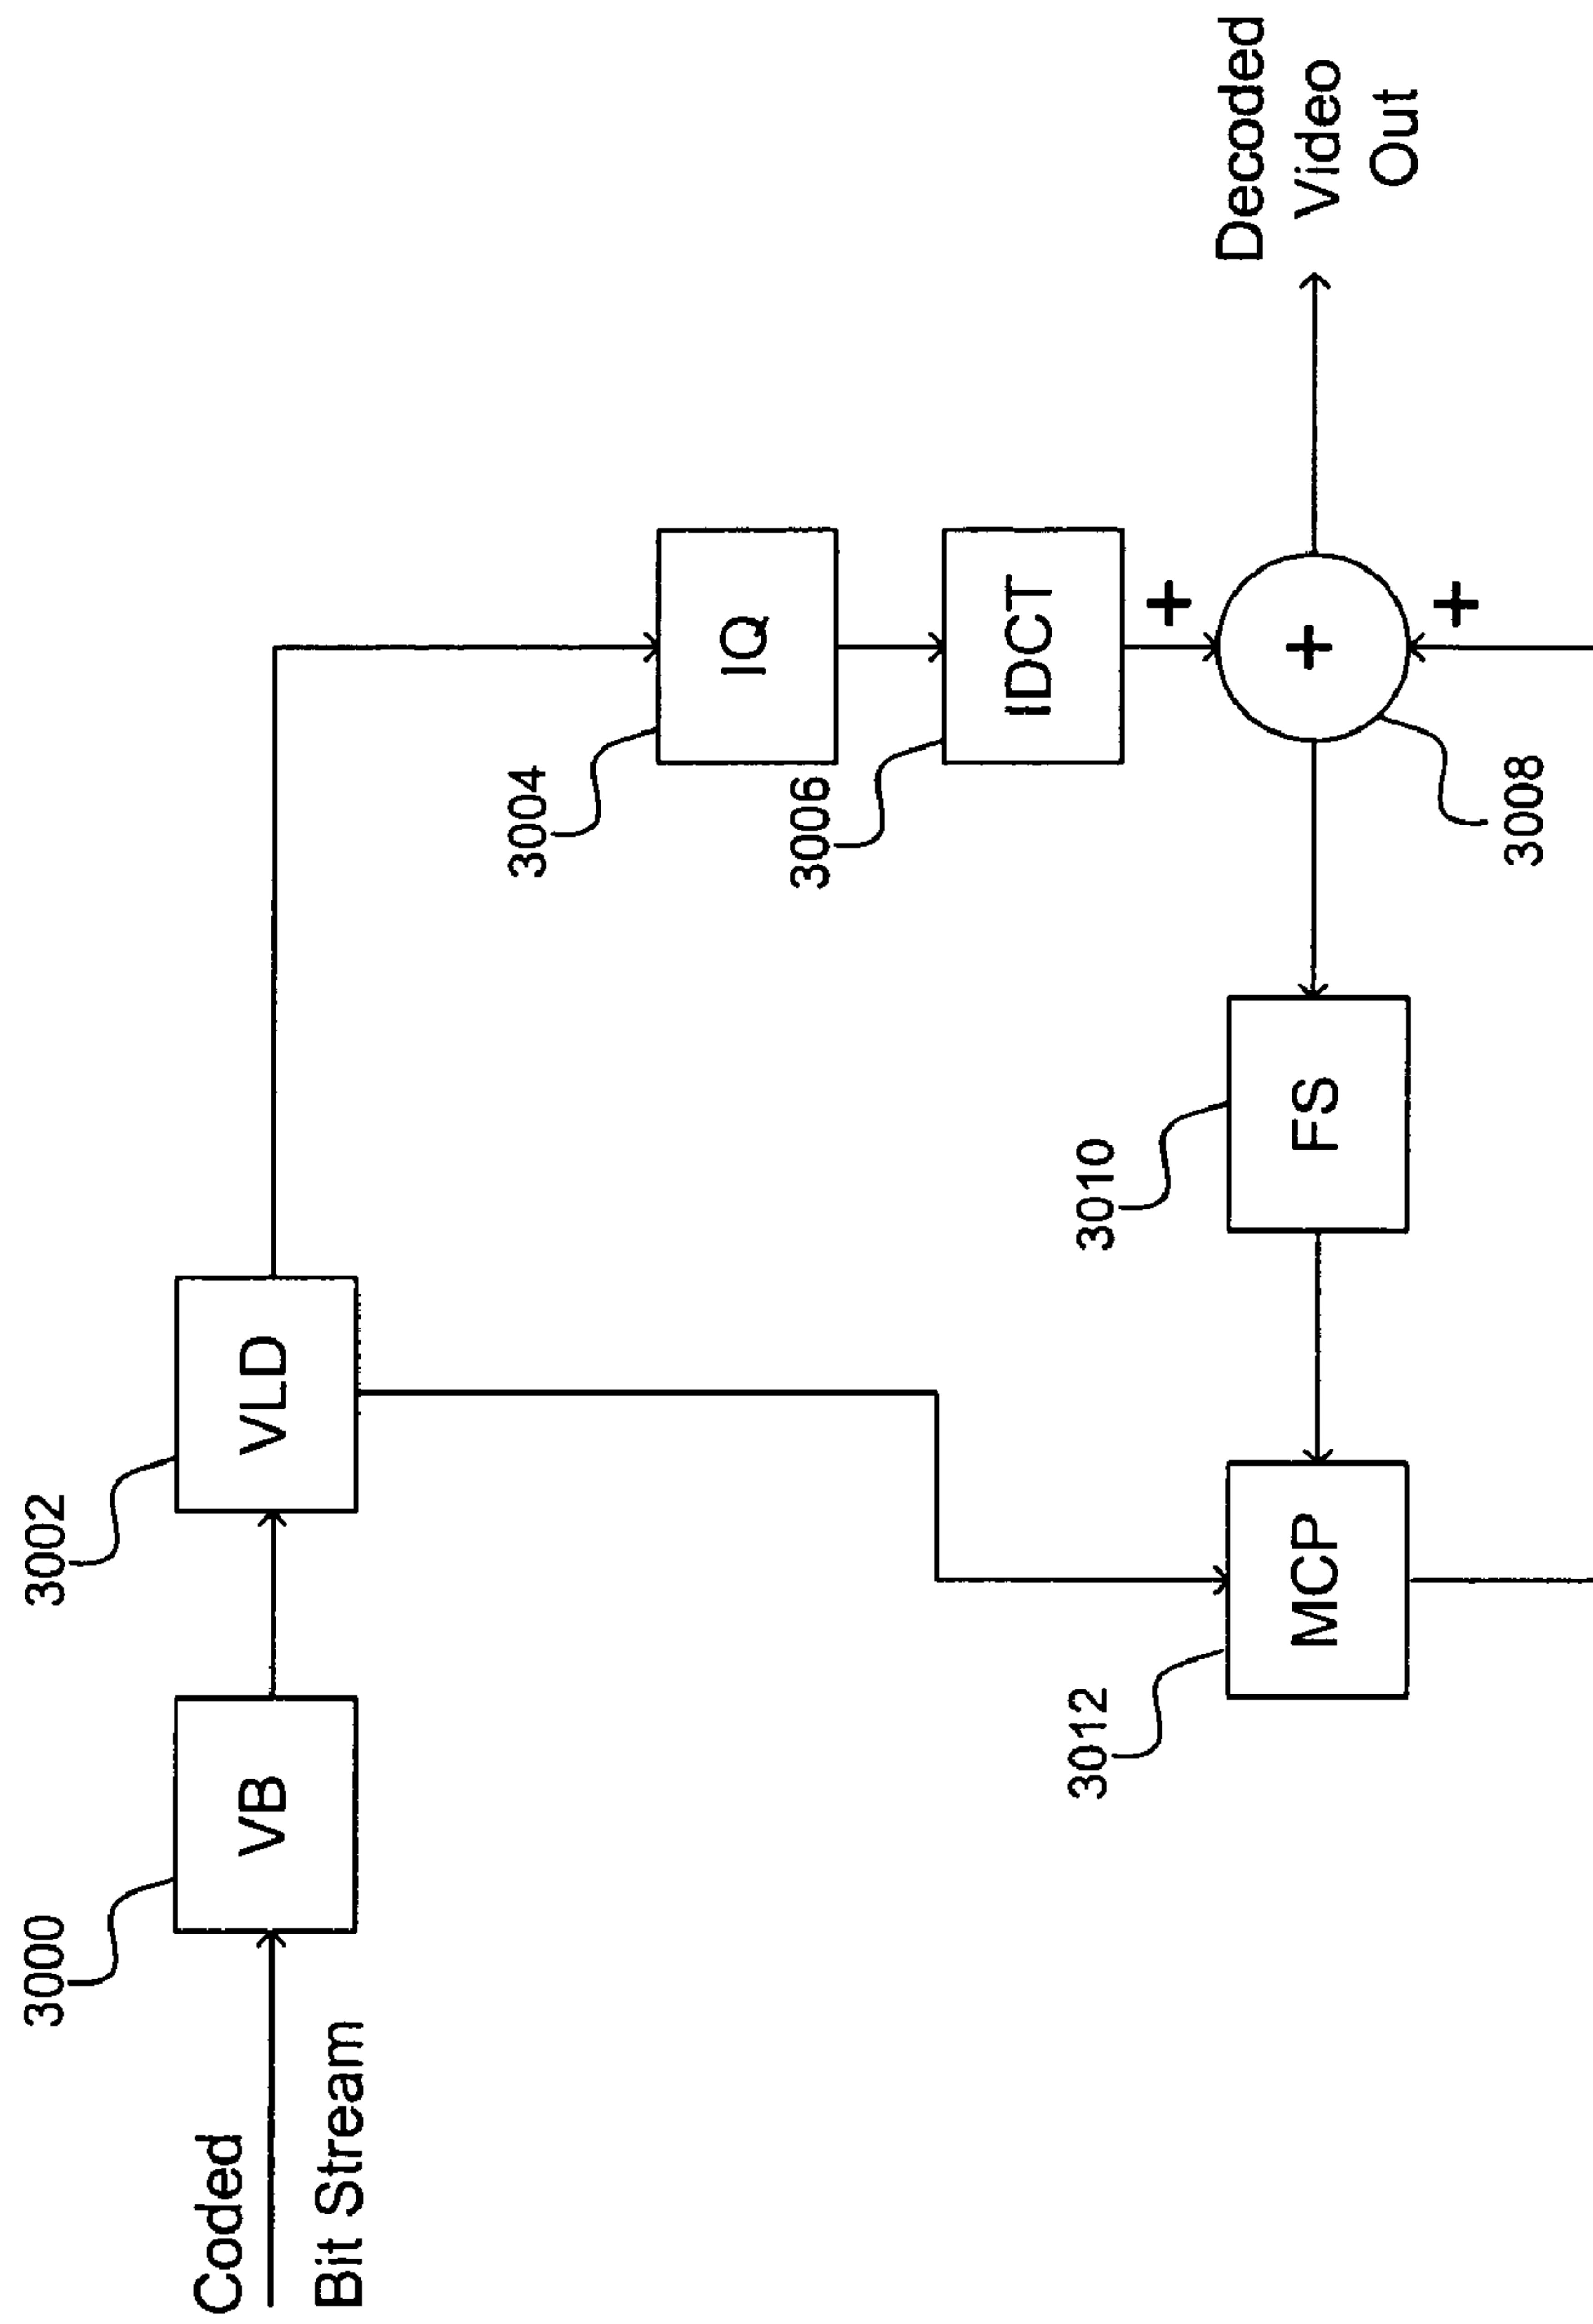 Coded
Bit Stream
3000
VB
3002
VLD
3004
IQ
3006
IDCT
+
+
+
3008
Decoded
Video
Out
3010
FS
3012
MCP